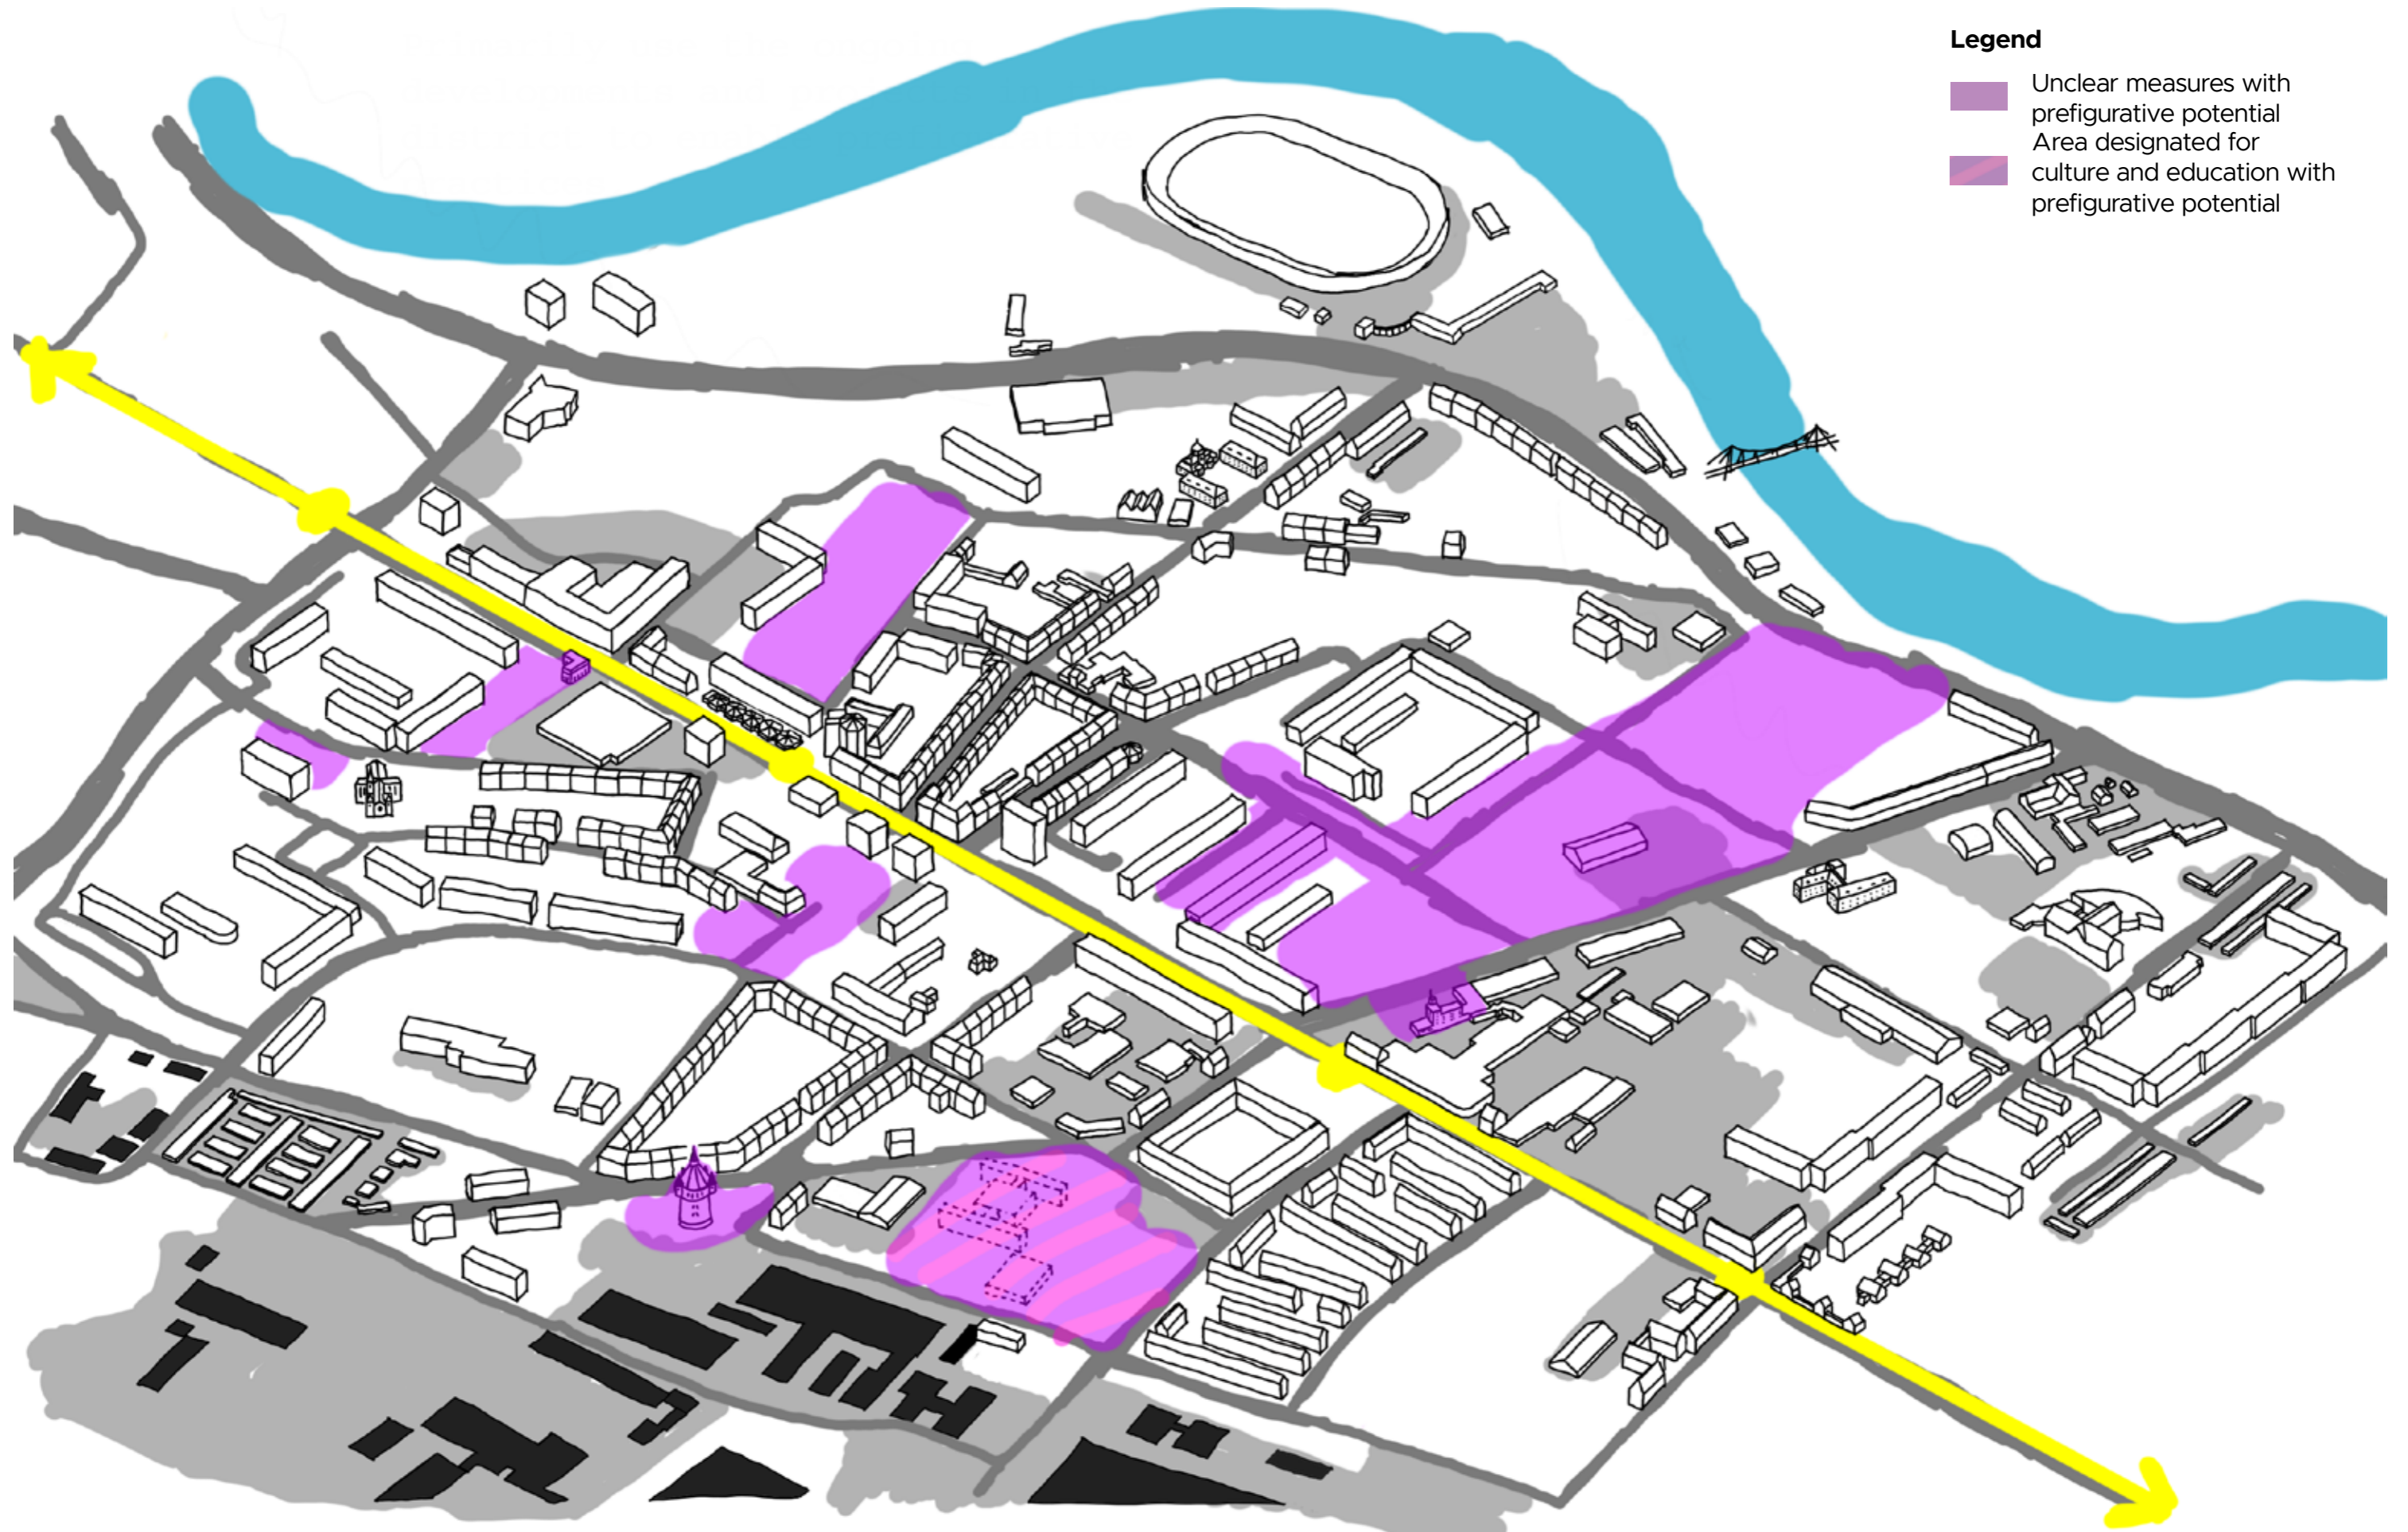 Legend
Unclear measures with
prefigurative potential
Area designated for
culture and education with
prefigurative potential